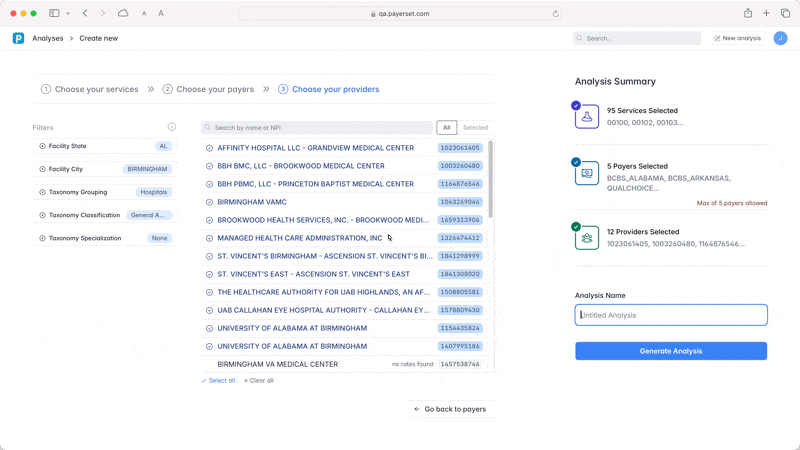 A A qa.payerset.com
P Analyses > Create new Search... New analysis J
1 Choose your services >> 2 Choose your payers >> 3 Choose your providers
Filters
Facility State AL
Facility City BIRMINGHAM
Taxonomy Grouping Hospitals
Taxonomy Classification General A...
Taxonomy Specialization None
Search by name or NPI All Selected
AFFINITY HOSPITAL LLC - GRANDVIEW MEDICAL CENTER 1023061405
BBH BMC, LLC - BROOKWOOD MEDICAL CENTER 1003260480
BBH PBMC, LLC - PRINCETON BAPTIST MEDICAL CENTER 1164876546
BIRMINGHAM VAMC 1043269046
BROOKWOOD HEALTH SERVICES, INC. - BROOKWOOD MEDI... 1659313906
MANAGED HEALTH CARE ADMINISTRATION, INC 1326474412
ST. VINCENT'S BIRMINGHAM - ASCENSION ST. VINCENT'S BI... 1841298999
ST. VINCENT'S EAST - ASCENSION ST. VINCENT'S EAST 1841308020
THE HEALTHCARE AUTHORITY FOR UAB HIGHLANDS, AN AF... 1508805581
UAB CALLAHAN EYE HOSPITAL AUTHORITY - CALLAHAN EY... 1578809430
UNIVERSITY OF ALABAMA AT BIRMINGHAM 1154435824
UNIVERSITY OF ALABAMA AT BIRMINGHAM 1407995186
BIRMINGHAM VA MEDICAL CENTER no rates found 1457538746
Select all × Clear all
← Go back to payers
Analysis Summary
95 Services Selected
00100, 00102, 00103...
5 Payers Selected
BCBS_ALABAMA, BCBS_ARKANSAS,
QUALCHOICE...
Max of 5 payers allowed
12 Providers Selected
1023061405, 1003260480, 1164876546...
Analysis Name
Untitled Analysis
Generate Analysis